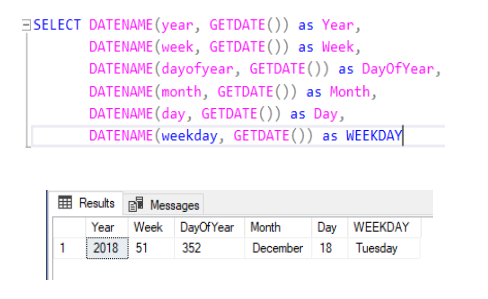 SELECT DATENAME(year, GETDATE()) as Year,
DATENAME(week, GETDATE()) as Week,
DATENAME(dayofyear, GETDATE()) as DayOfYear,
DATENAME(month, GETDATE()) as Month,
DATENAME(day, GETDATE()) as Day,
DATENAME(weekday, GETDATE()) as WEEKDAY
Results Messages
Year Week DayOfYear Month Day WEEKDAY
1 2018 51 352 December 18 Tuesday